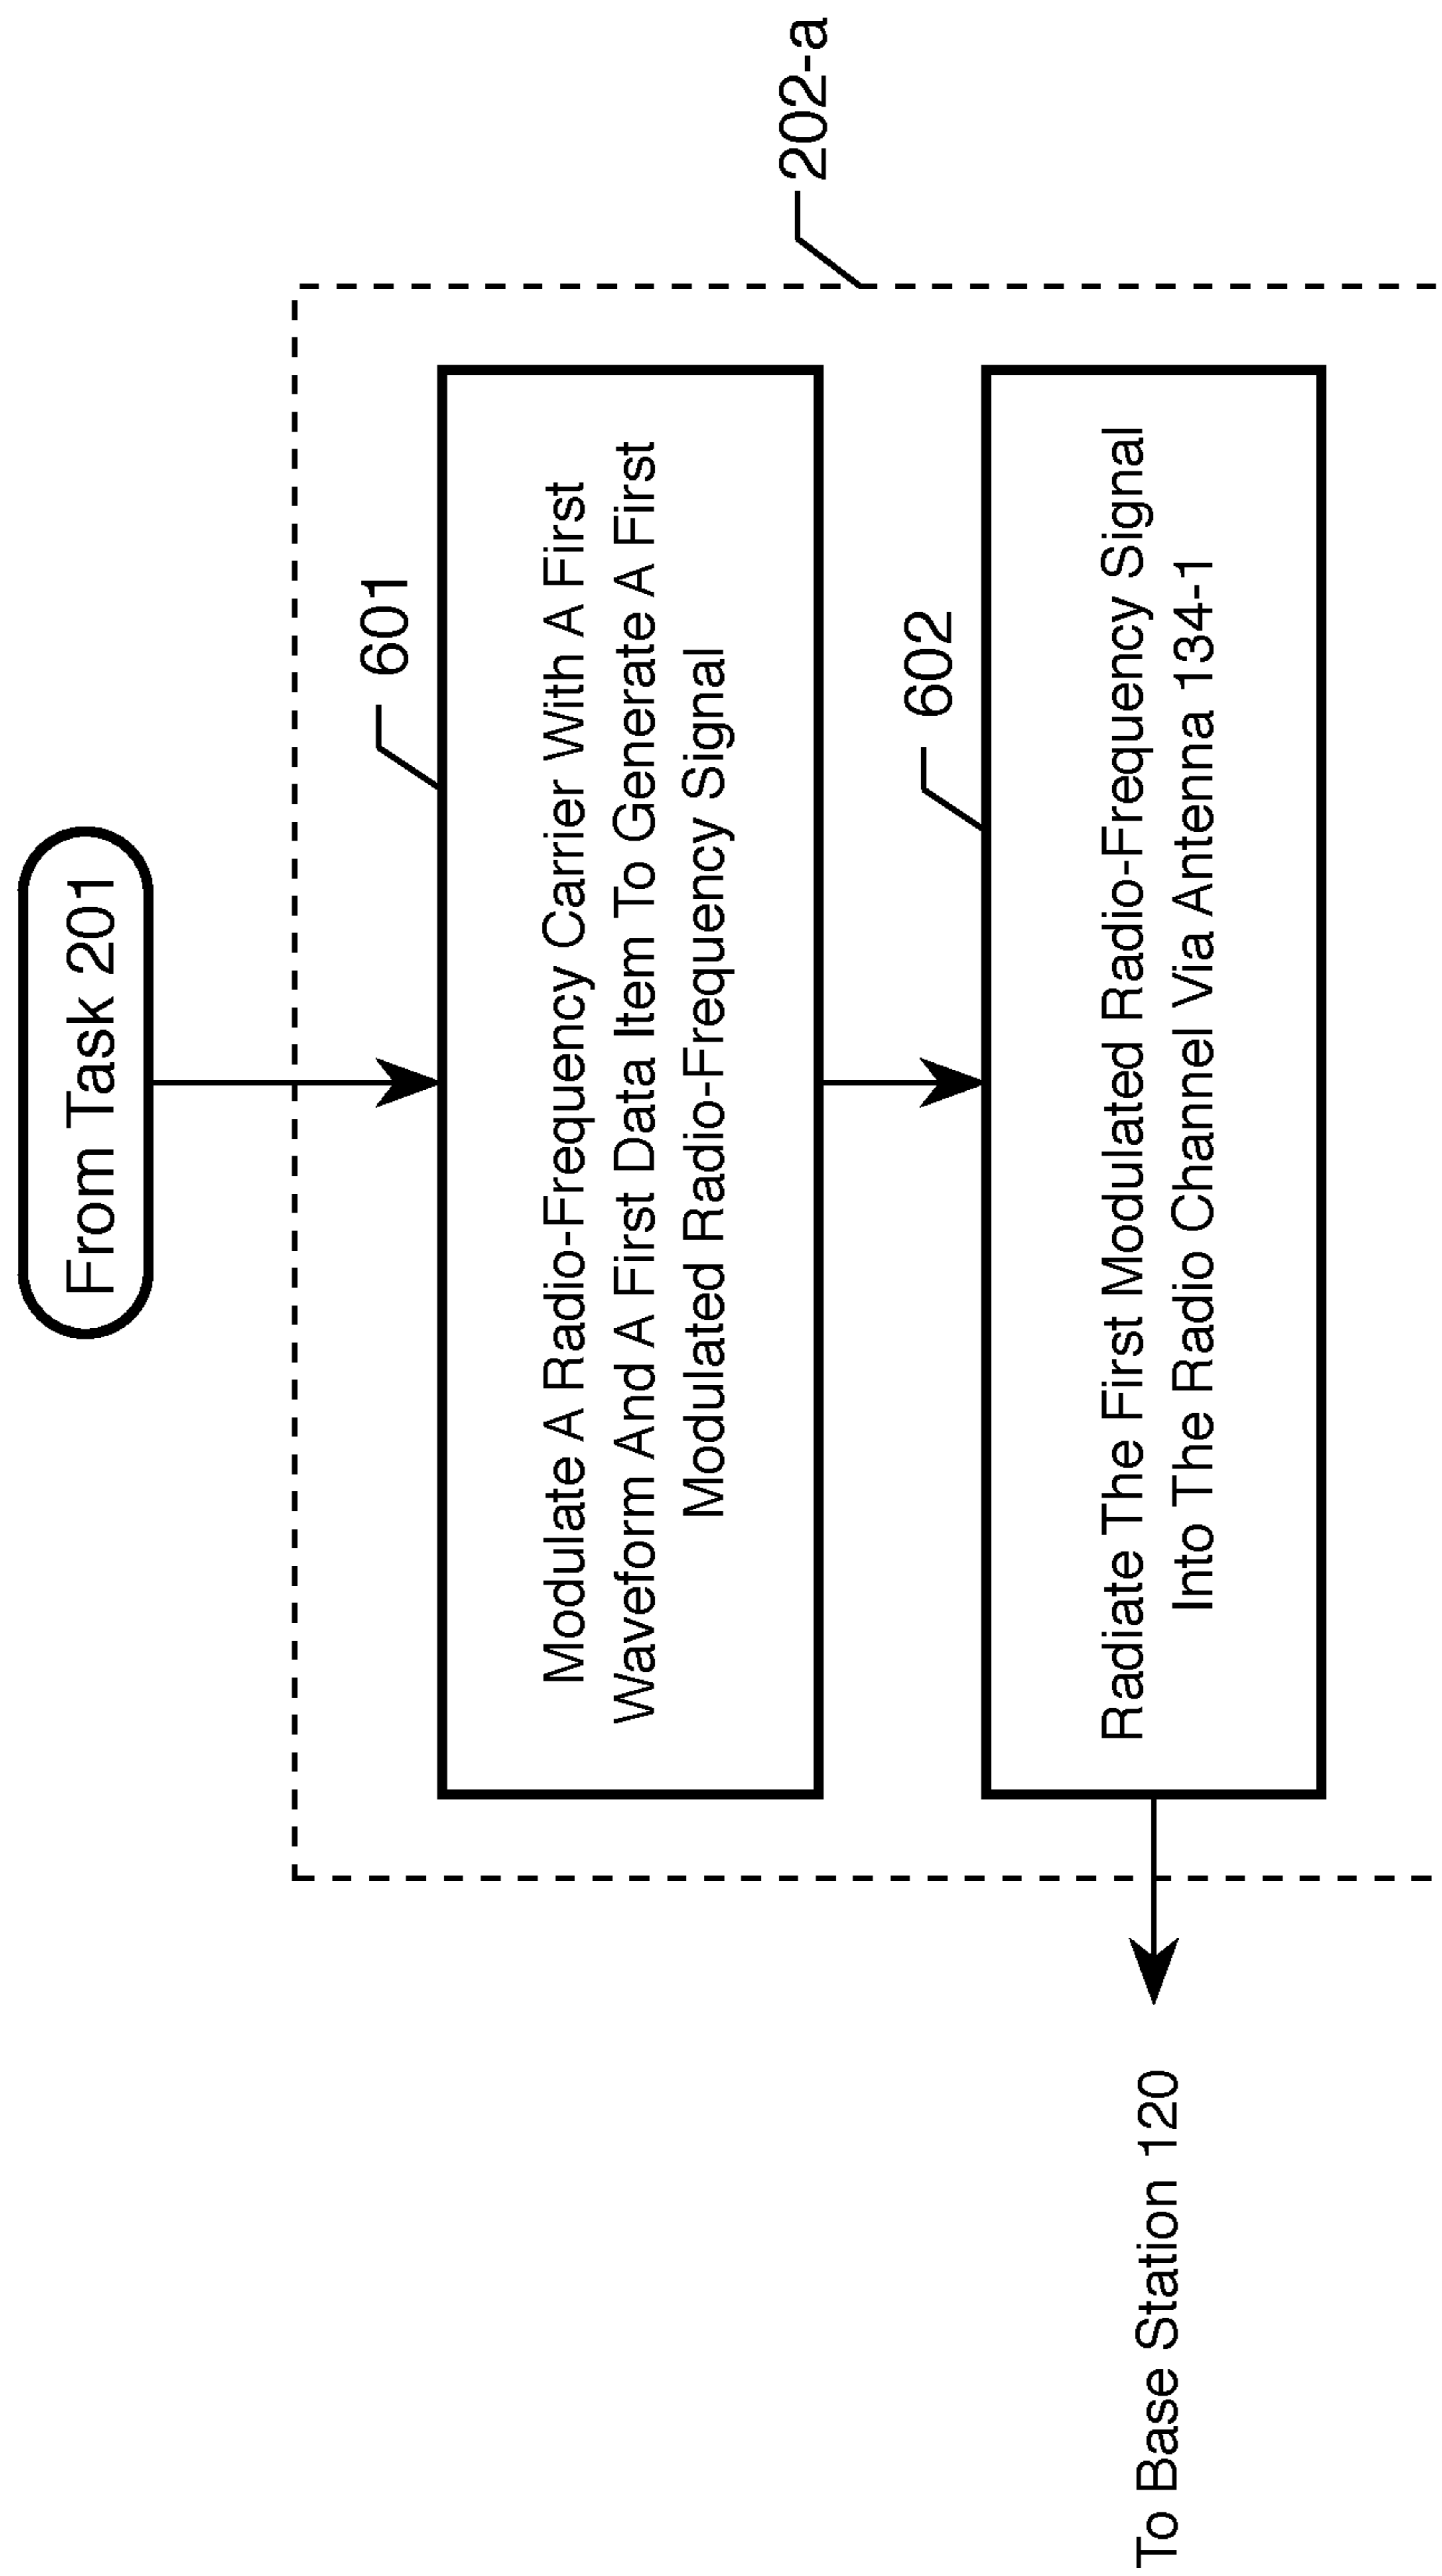 From Task 201
202-a
601
Modulate A Radio-Frequency Carrier With A First
Waveform And A First Data Item To Generate A First
Modulated Radio-Frequency Signal
602
Radiate The First Modulated Radio-Frequency Signal
Into The Radio Channel Via Antenna 134-1
To Base Station 120